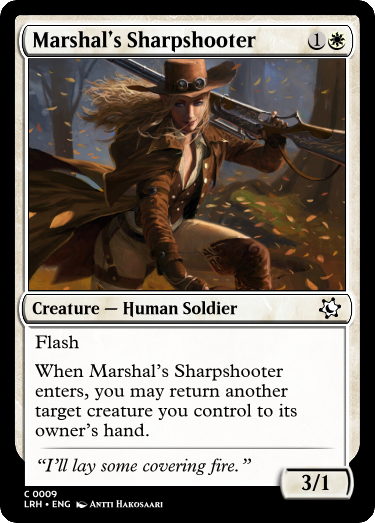 Marshal's Sharpshooter 1
Creature — Human Soldier
Flash
When Marshal's Sharpshooter
enters, you may return another
target creature you control to its
owner's hand.
"I'll lay some covering fire."
3/1
C 0009
LRH • ENG Antti Hakosaari